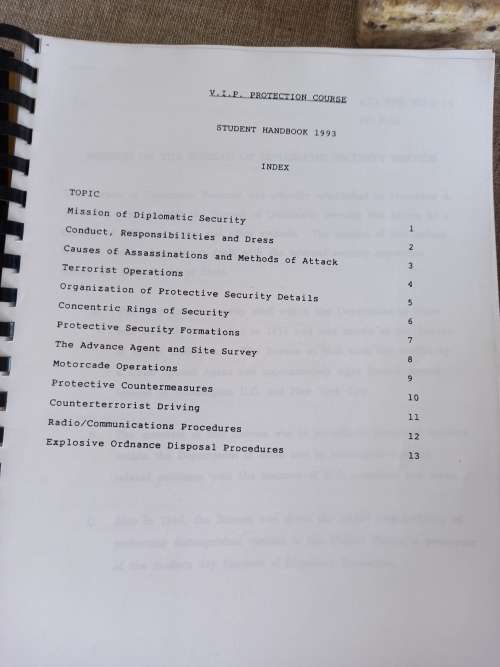 V.I.P. PROTECTION COURSE
STUDENT HANDBOOK 1993
INDEX
TOPIC
Mission of Diplomatic Security 1
Conduct, Responsibilities and Dress 2
Causes of Assassinations and Methods of Attack 3
Terrorist Operations 4
Organization of Protective Security Details 5
Concentric Rings of Security 6
Protective Security Formations 7
The Advance Agent and Site Survey 8
Motorcade Operations 9
Protective Countermeasures 10
Counterterrorist Driving 11
Radio/Communications Procedures 12
Explosive Ordnance Disposal Procedures 13